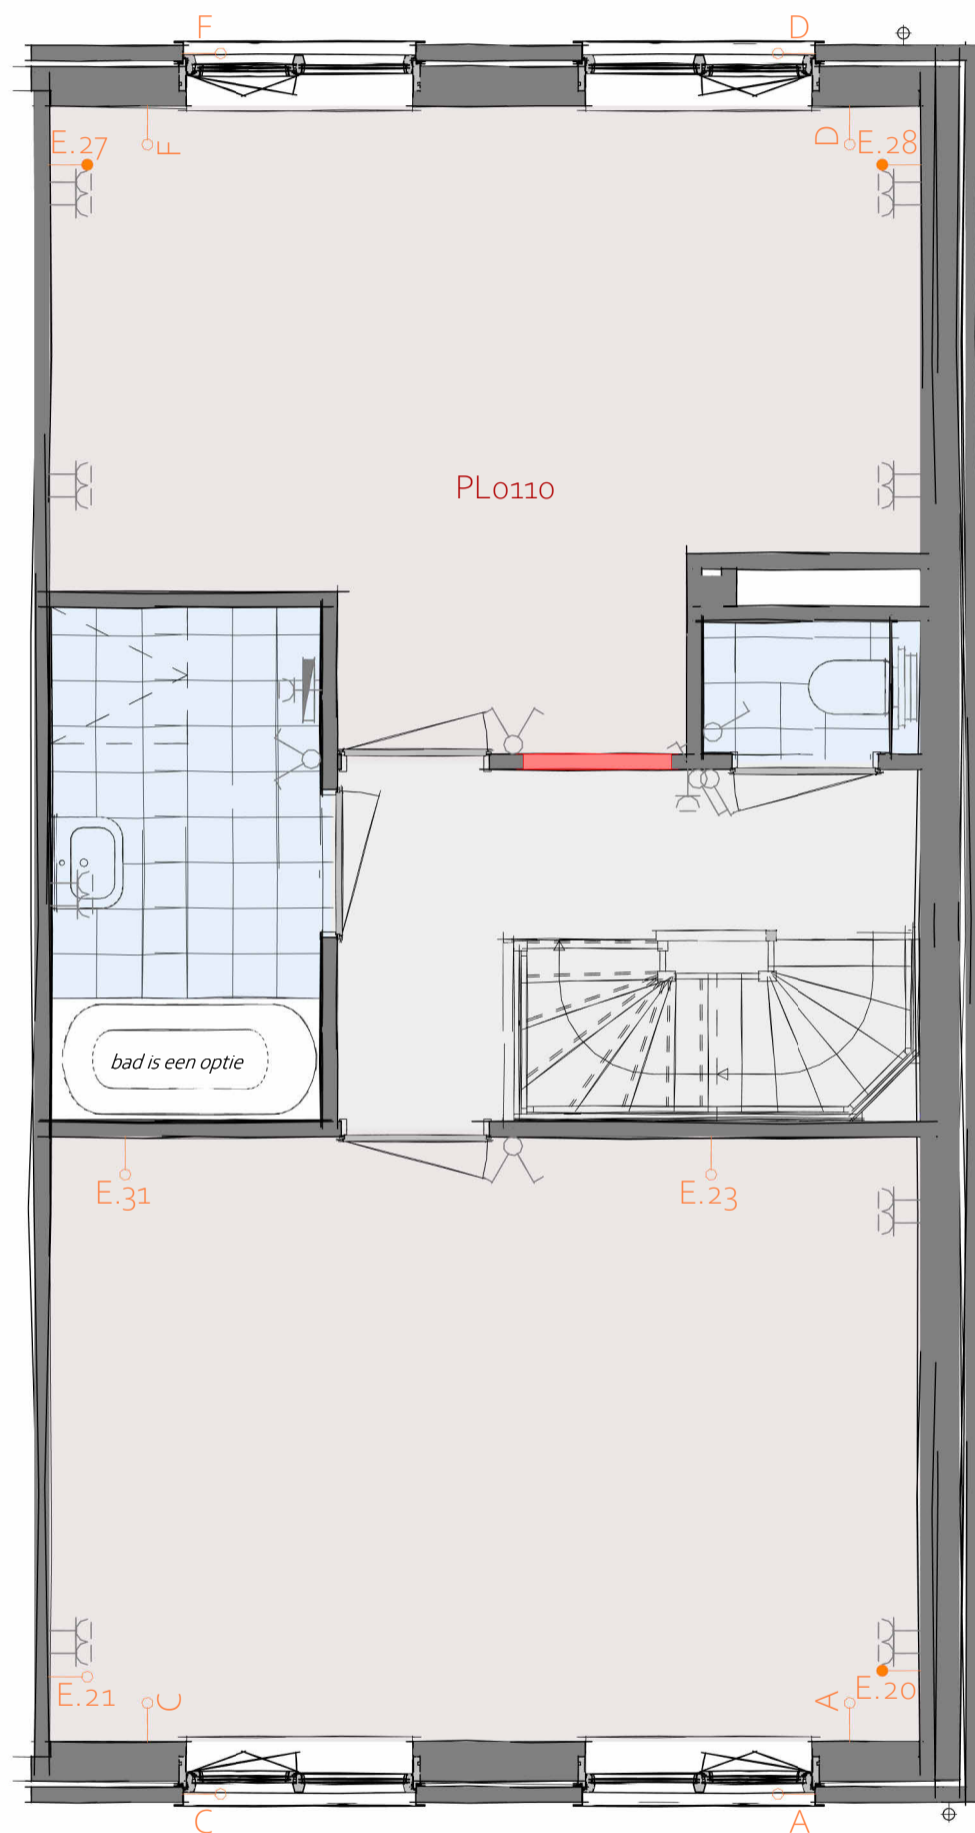 F
D
F
D
E.27
E.28
PL0110
bad is een optie
E.31
E.23
E.21
C
A
E.20
C
A